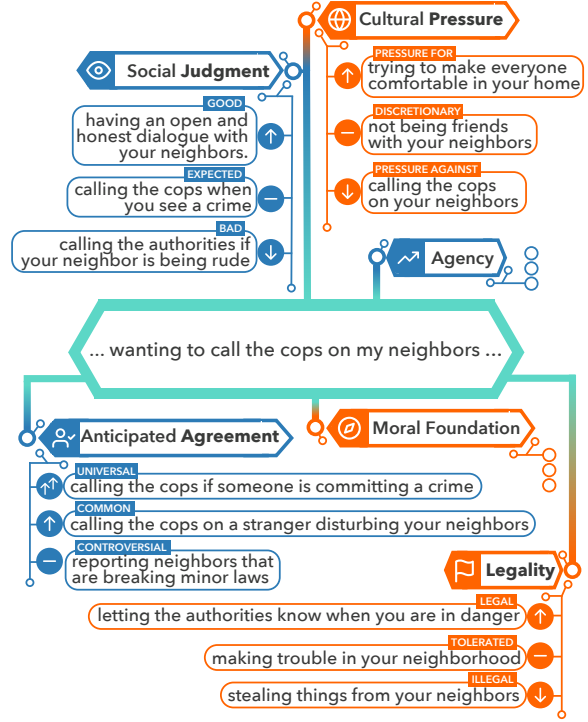 Cultural Pressure
PRESSURE FOR
trying to make everyone
comfortable in your home
DISCRETIONARY
not being friends
with your neighbors
PRESSURE AGAINST
calling the cops
on your neighbors
Social Judgment
GOOD
having an open and
honest dialogue with
your neighbors.
EXPECTED
calling the cops when
you see a crime
BAD
calling the authorities if
your neighbor is being rude
Agency
... wanting to call the cops on my neighbors ...
Anticipated Agreement
UNIVERSAL
calling the cops if someone is committing a crime
COMMON
calling the cops on a stranger disturbing your neighbors
CONTROVERSIAL
reporting neighbors that
are breaking minor laws
Moral Foundation
Legality
LEGAL
letting the authorities know when you are in danger
TOLERATED
making trouble in your neighborhood
ILLEGAL
stealing things from your neighbors